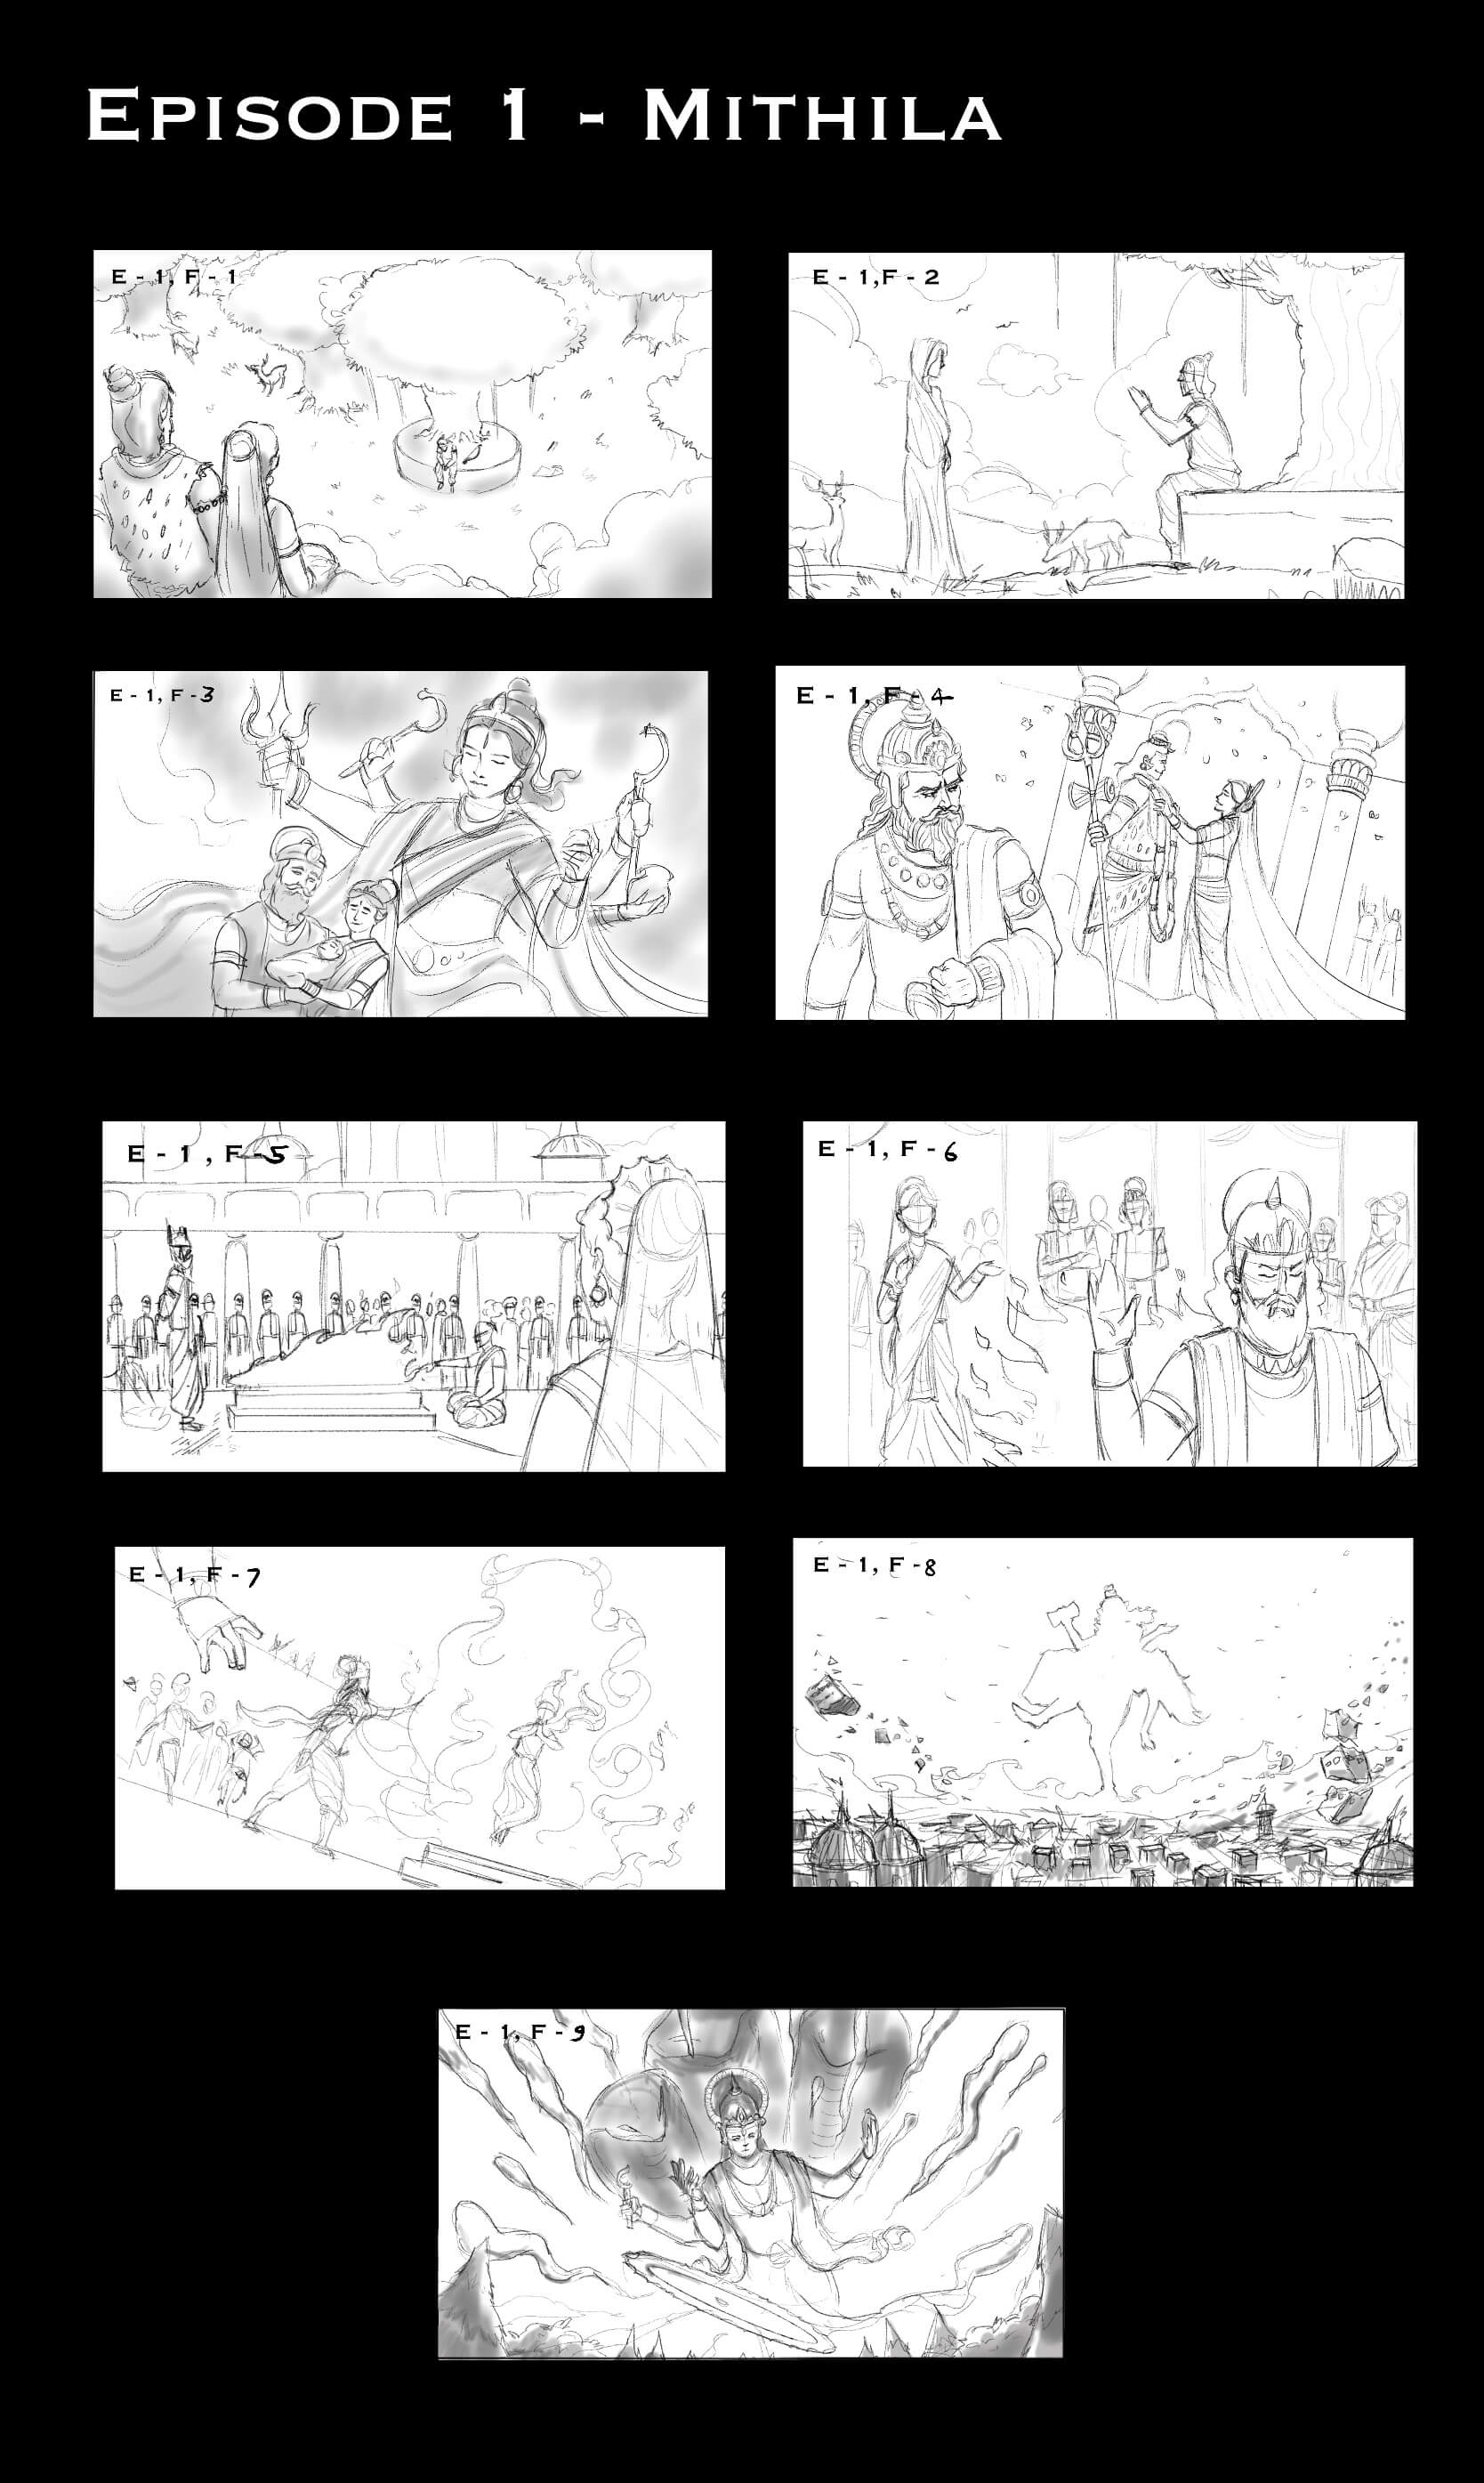 EPISODE 1 - MITHILA
E - 1, F - 1
E - 1,F - 2
E - 1, F -3
E - 1, F - 4
E - 1 , F -5
E - 1, F - 6
E - 1, F - 7
E - 1, F -8
E - 1, F - 9